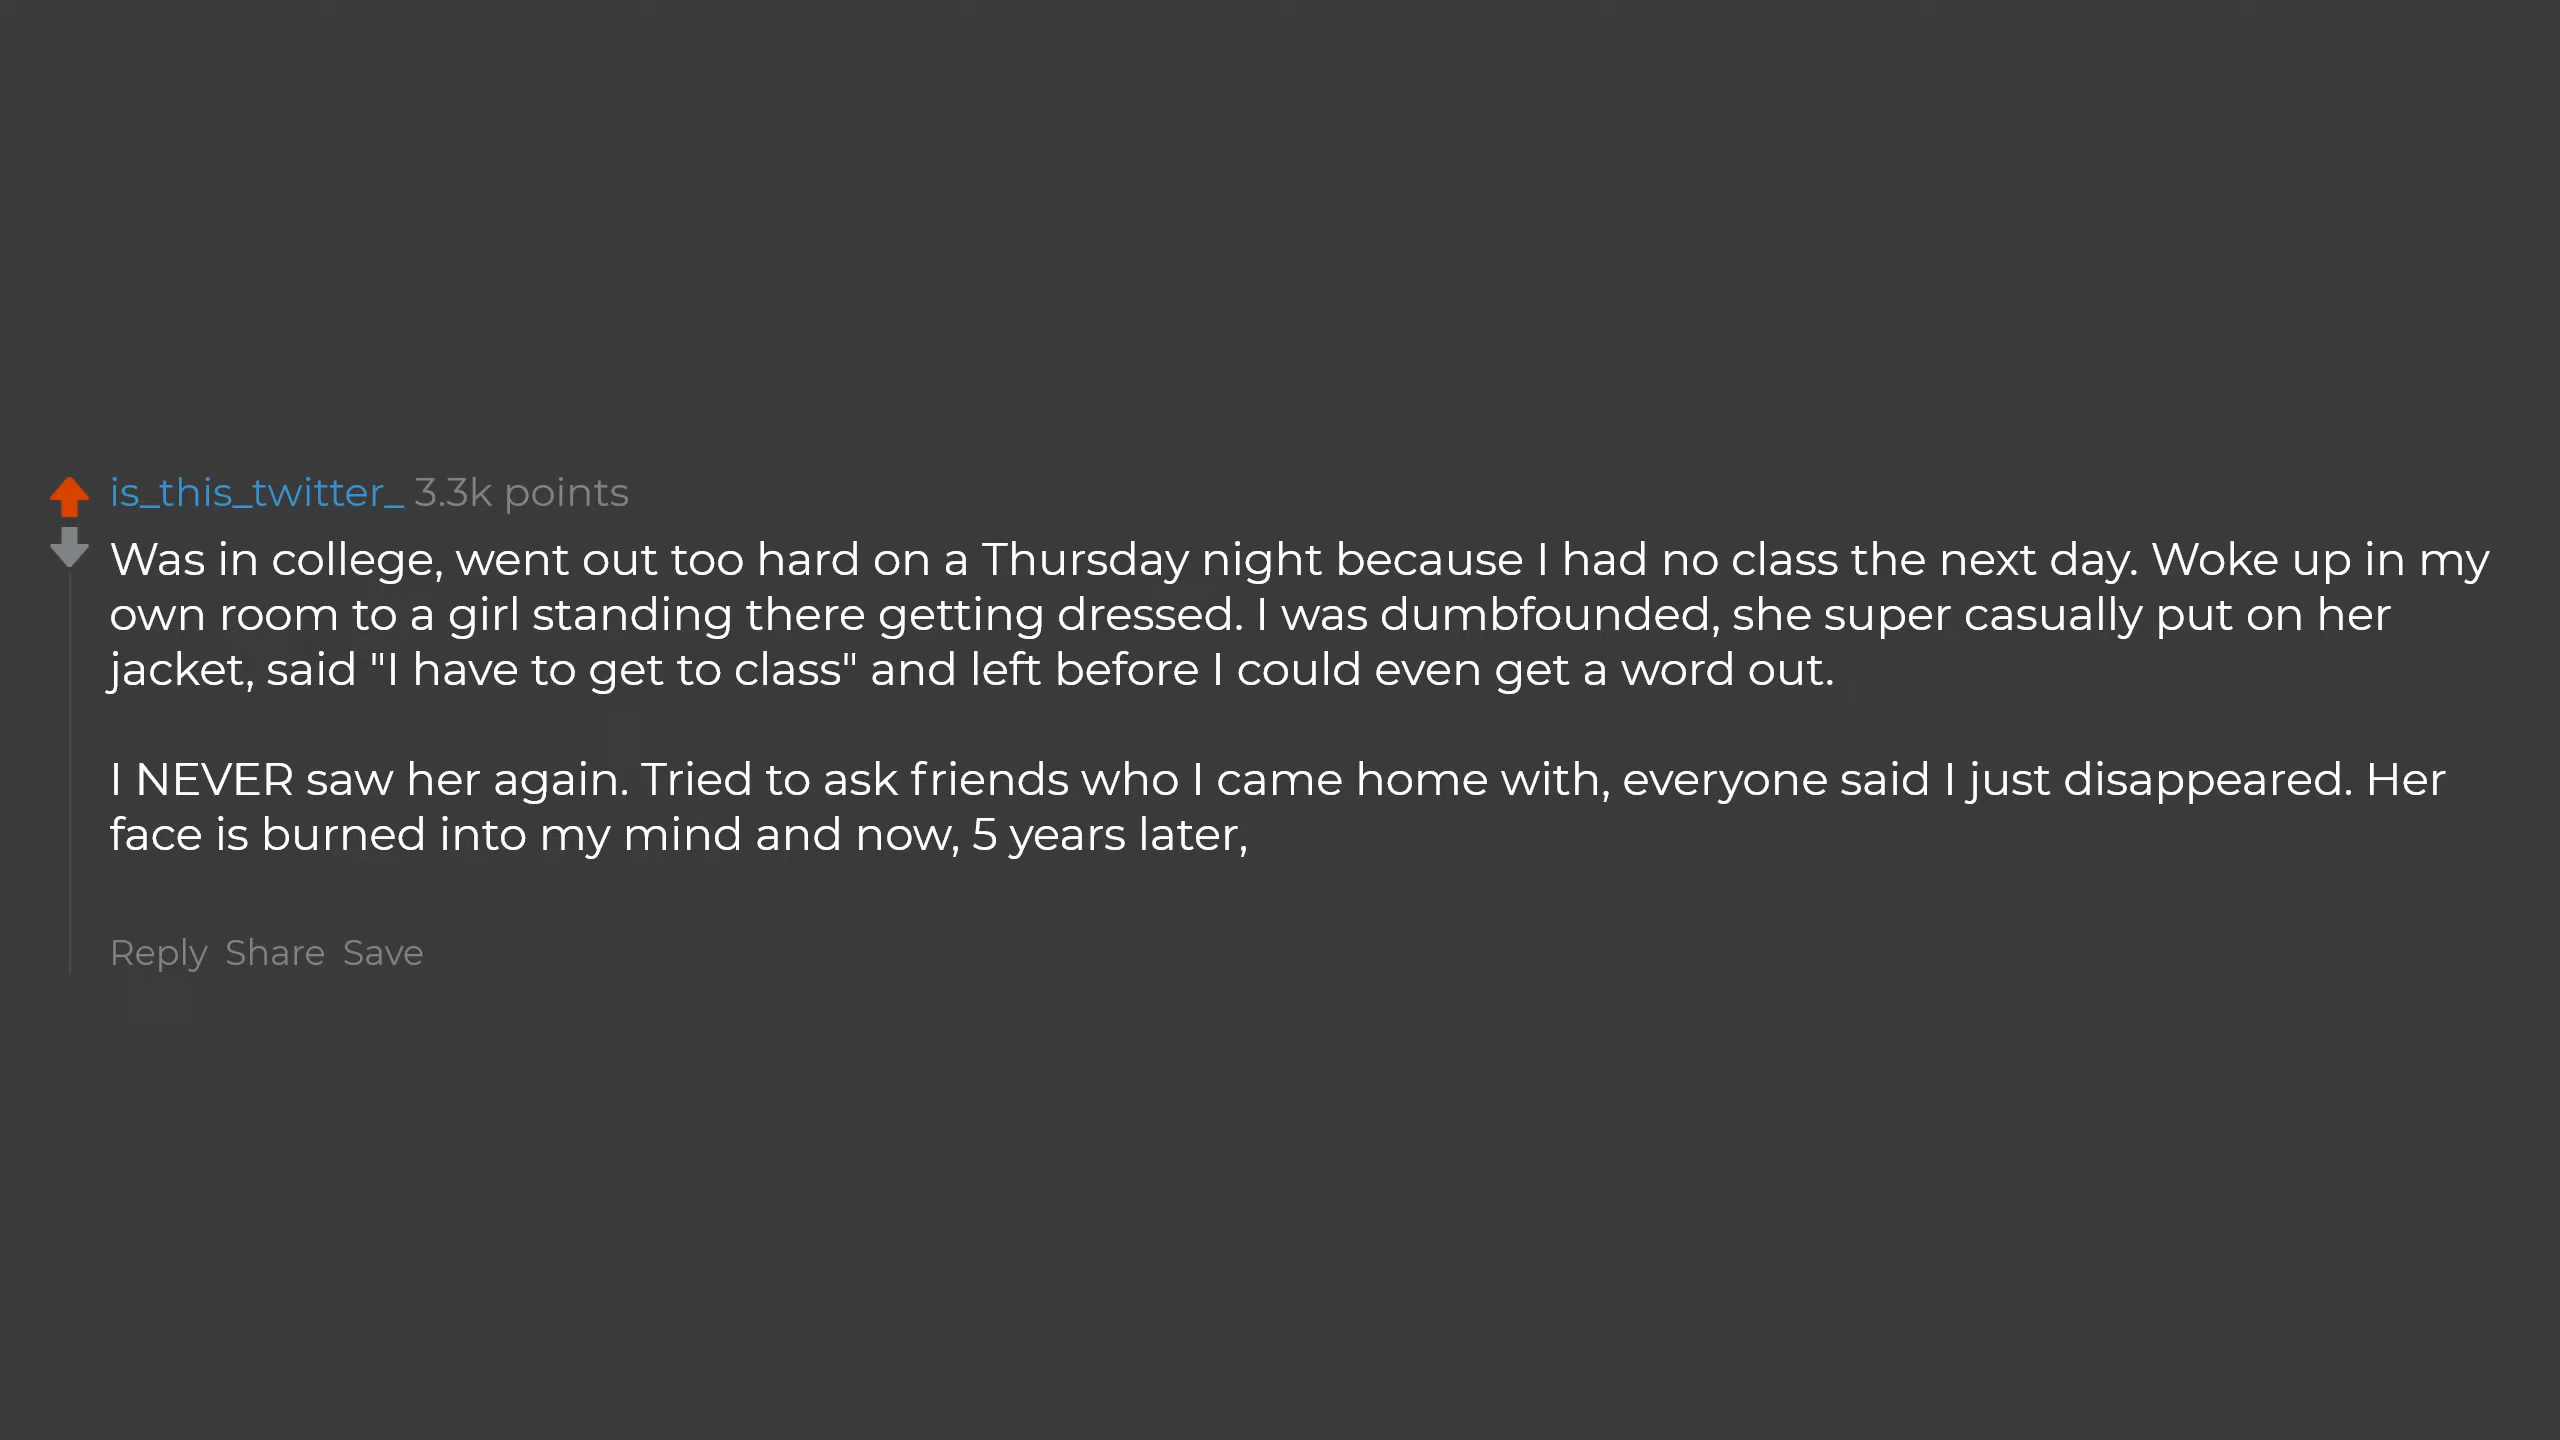 is_this_twitter_ 3.3k points
Was in college, went out too hard on a Thursday night because I had no class the next day. Woke up in my
own room to a girl standing there getting dressed. I was dumbfounded, she super casually put on her
jacket, said "I have to get to class" and left before I could even get a word out.
I NEVER saw her again. Tried to ask friends who I came home with, everyone said I just disappeared. Her
face is burned into my mind and now, 5 years later,
Reply Share Save